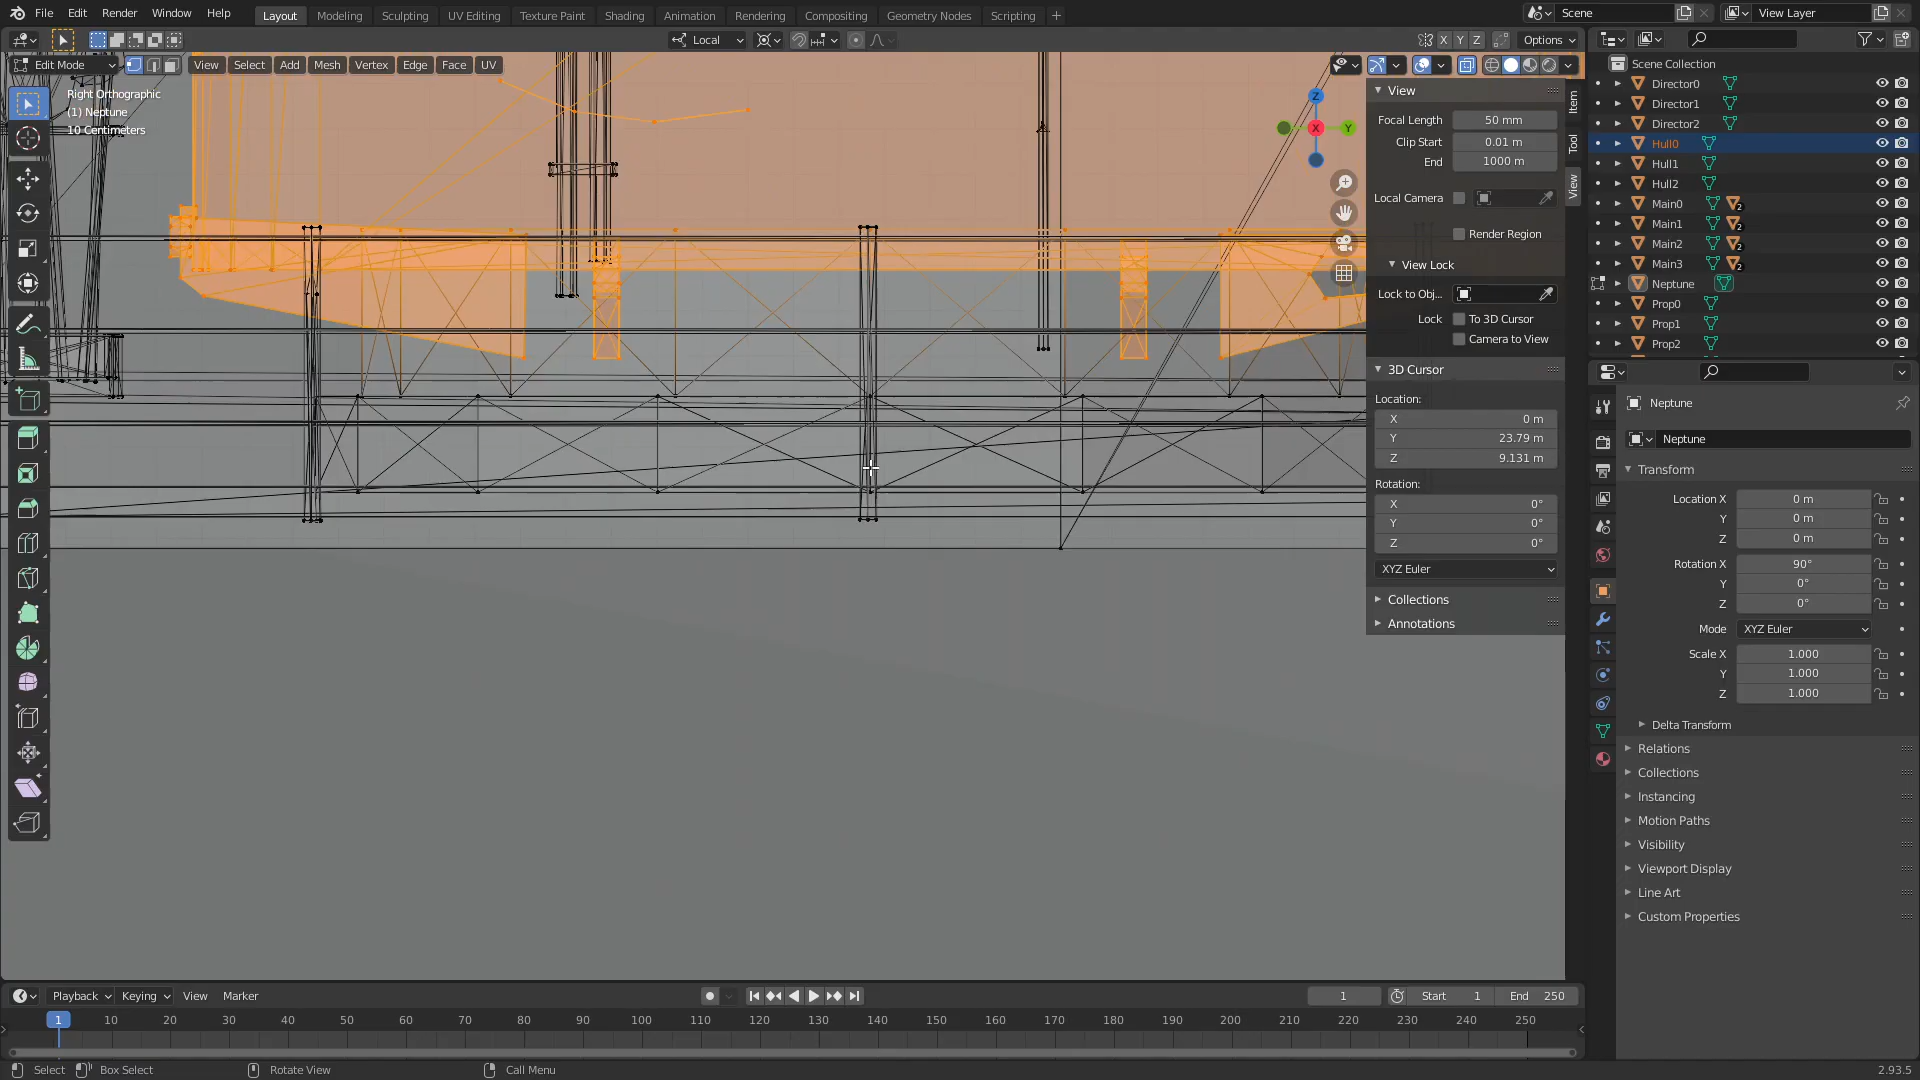 File Edit Render Window Help Layout Modeling Sculpting UV Editing Texture Paint Shading Animation Rendering Compositing Geometry Nodes Scripting + Scene View Layer
Local X Y Z Options
Edit Mode View Select Add Mesh Vertex Edge Face UV
Right Orthographic
(1) Neptune
10 Centimeters
Z
X
Y
View
Focal Length 50 mm
Clip Start 0.01 m
End 1000 m
Local Camera
Render Region
View Lock
Lock to Obj...
Lock To 3D Cursor
Camera to View
3D Cursor
Location:
X 0 m
Y 23.79 m
Z 9.131 m
Rotation:
X 0°
Y 0°
Z 0°
XYZ Euler
Collections
Annotations
Item
Tool
View
Scene Collection
Director0
Director1
Director2
Hull0
Hull1
Hull2
Main0 2
Main1 2
Main2 2
Main3 2
Neptune
Prop0
Prop1
Prop2
Neptune
Neptune
Transform
Location X 0 m
Y 0 m
Z 0 m
Rotation X 90°
Y 0°
Z 0°
Mode XYZ Euler
Scale X 1.000
Y 1.000
Z 1.000
Delta Transform
Relations
Collections
Instancing
Motion Paths
Visibility
Viewport Display
Line Art
Custom Properties
Playback Keying View Marker 1 Start 1 End 250
1 10 20 30 40 50 60 70 80 90 100 110 120 130 140 150 160 170 180 190 200 210 220 230 240 250
Select Box Select Rotate View Call Menu 2.93.5